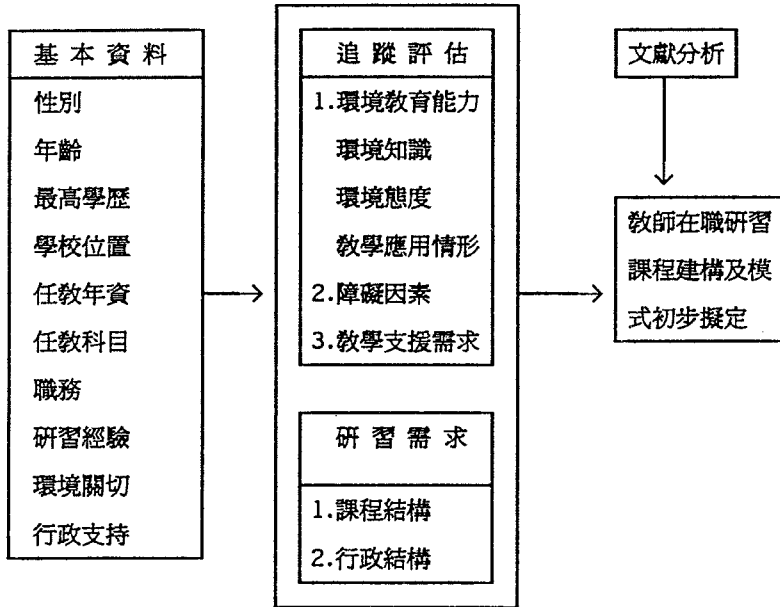 基本資料
性別
年齡
最高學歷
學校位置
任教年資
任教科目
職務
研習經驗
環境關切
行政支持
追蹤評估
1.環境教育能力
環境知識
環境態度
教學應用情形
2.障礙因素
3.教學支援需求
研習需求
1.課程結構
2.行政結構
文獻分析
教師在職研習
課程建構及模
式初步擬定